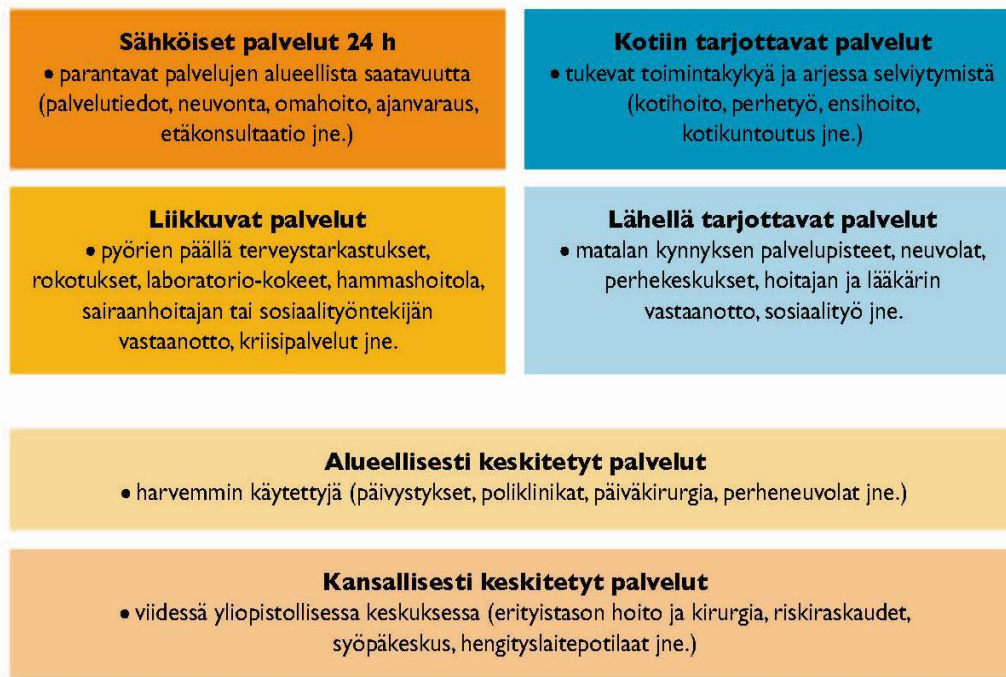 Sähköiset palvelut 24 h
• parantavat palvelujen alueellista saatavuutta
(palvelutiedot, neuvonta, omahoito, ajanvaraus,
etäkonsultaatio jne.)
Kotiin tarjottavat palvelut
• tukevat toimintakykyä ja arjessa selviytymistä
(kotihoito, perhetyö, ensihoito,
kotikuntoutus jne.)
Liikkuvat palvelut
• pyörien päällä terveystarkastukset,
rokotukset, laboratorio-kokeet, hammashoitola,
sairaanhoitajan tai sosiaalityöntekijän
vastaanotto, kriisipalvelut jne.
Lähellä tarjottavat palvelut
• matalan kynnyksen palvelupisteet, neuvolat,
perhekeskukset, hoitajan ja lääkärin
vastaanotto, sosiaalityö jne.
Alueellisesti keskitetyt palvelut
• harvemmin käytettyjä (päivystykset, poliklinikat, päiväkirurgia, perheneuvolat jne.)
Kansallisesti keskitetyt palvelut
• viidessä yliopistollisessa keskuksessa (erityistason hoito ja kirurgia, riskiraskaudet,
syöpäkeskus, hengityslaitepotilaat jne.)